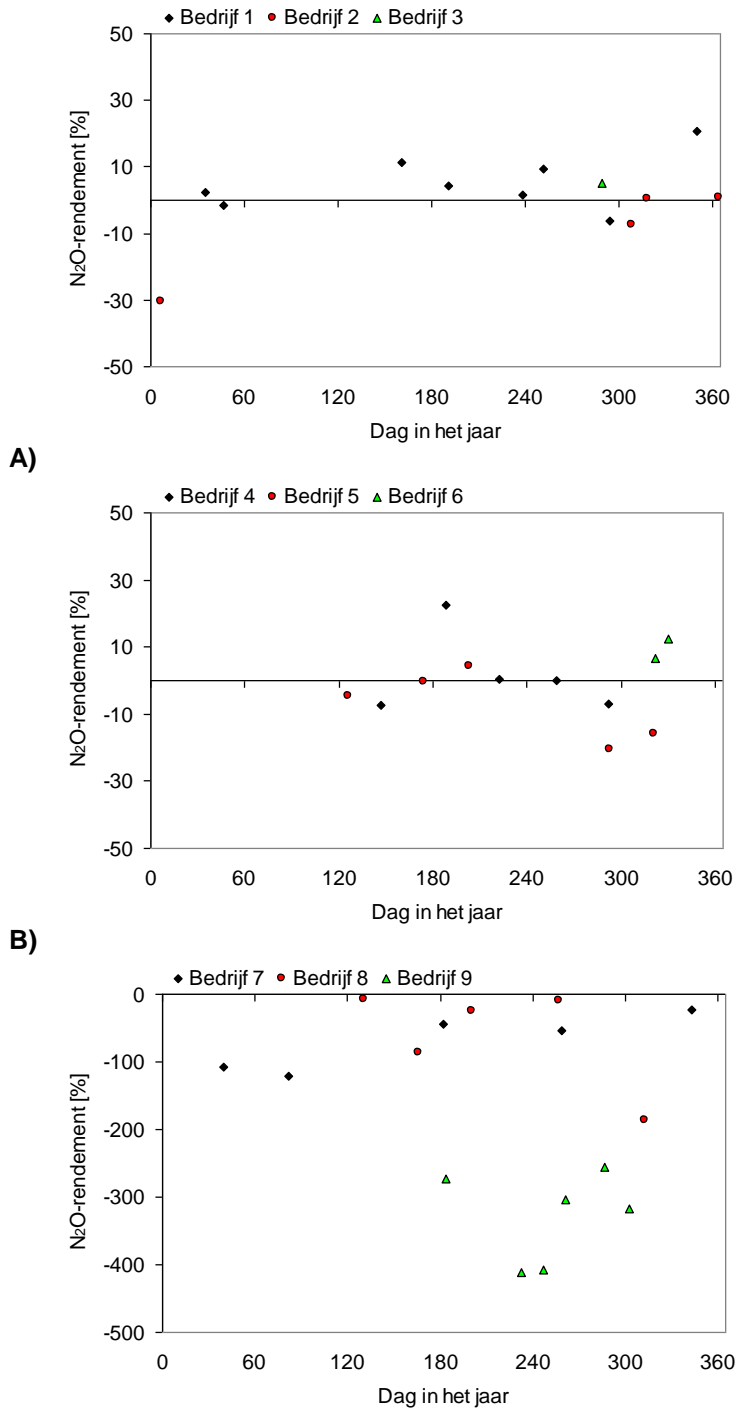 Bedrijf 1 Bedrijf 2 Bedrijf 3
50
30
10
-10
-30
-50
N2O-rendement [%]
0 60 120 180 240 300 360
Dag in het jaar
A)
Bedrijf 4 Bedrijf 5 Bedrijf 6
50
30
10
-10
-30
-50
N2O-rendement [%]
0 60 120 180 240 300 360
Dag in het jaar
B)
Bedrijf 7 Bedrijf 8 Bedrijf 9
0
-100
-200
-300
-400
-500
N2O-rendement [%]
0 60 120 180 240 300 360
Dag in het jaar